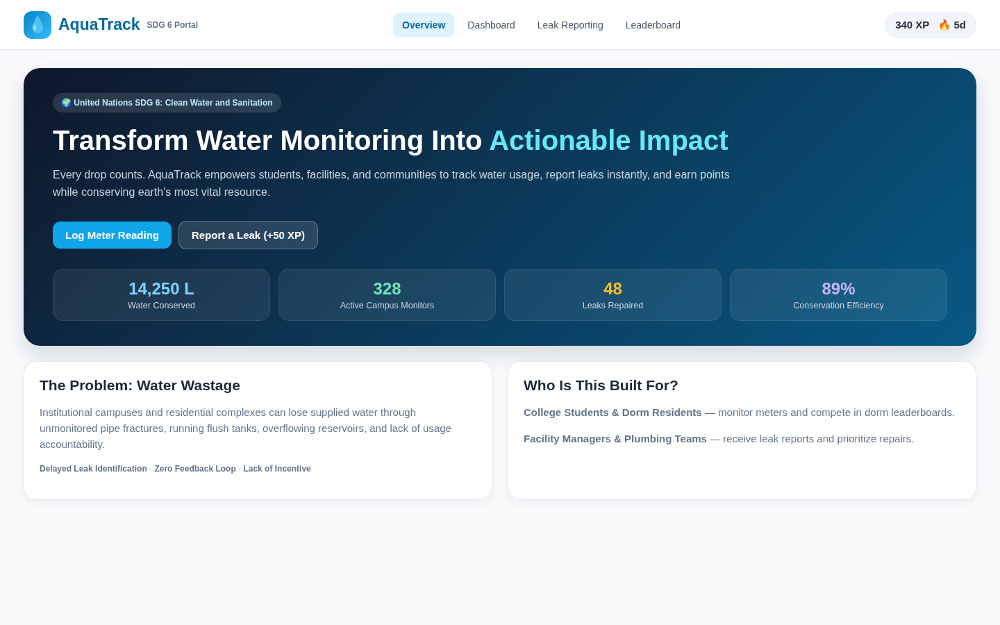 AquaTrack SDG 6 Portal
Overview Dashboard Leak Reporting Leaderboard
340 XP 🔥 5d
🌍 United Nations SDG 6: Clean Water and Sanitation
Transform Water Monitoring Into Actionable Impact
Every drop counts. AquaTrack empowers students, facilities, and communities to track water usage, report leaks instantly, and earn points
while conserving earth's most vital resource.
Log Meter Reading
Report a Leak (+50 XP)
14,250 L
Water Conserved
328
Active Campus Monitors
48
Leaks Repaired
89%
Conservation Efficiency
The Problem: Water Wastage
Institutional campuses and residential complexes can lose supplied water through
unmonitored pipe fractures, running flush tanks, overflowing reservoirs, and lack of usage
accountability.
Delayed Leak Identification · Zero Feedback Loop · Lack of Incentive
Who Is This Built For?
College Students & Dorm Residents — monitor meters and compete in dorm leaderboards.
Facility Managers & Plumbing Teams — receive leak reports and prioritize repairs.